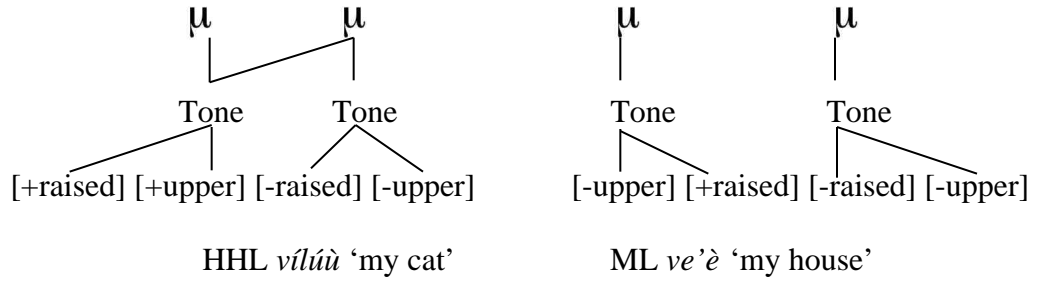 μ μ μ μ
Tone Tone Tone Tone
[+raised] [+upper] [-raised] [-upper] [-upper] [+raised] [-raised] [-upper]
HHL vílúù ‘my cat’ ML ve’è ‘my house’